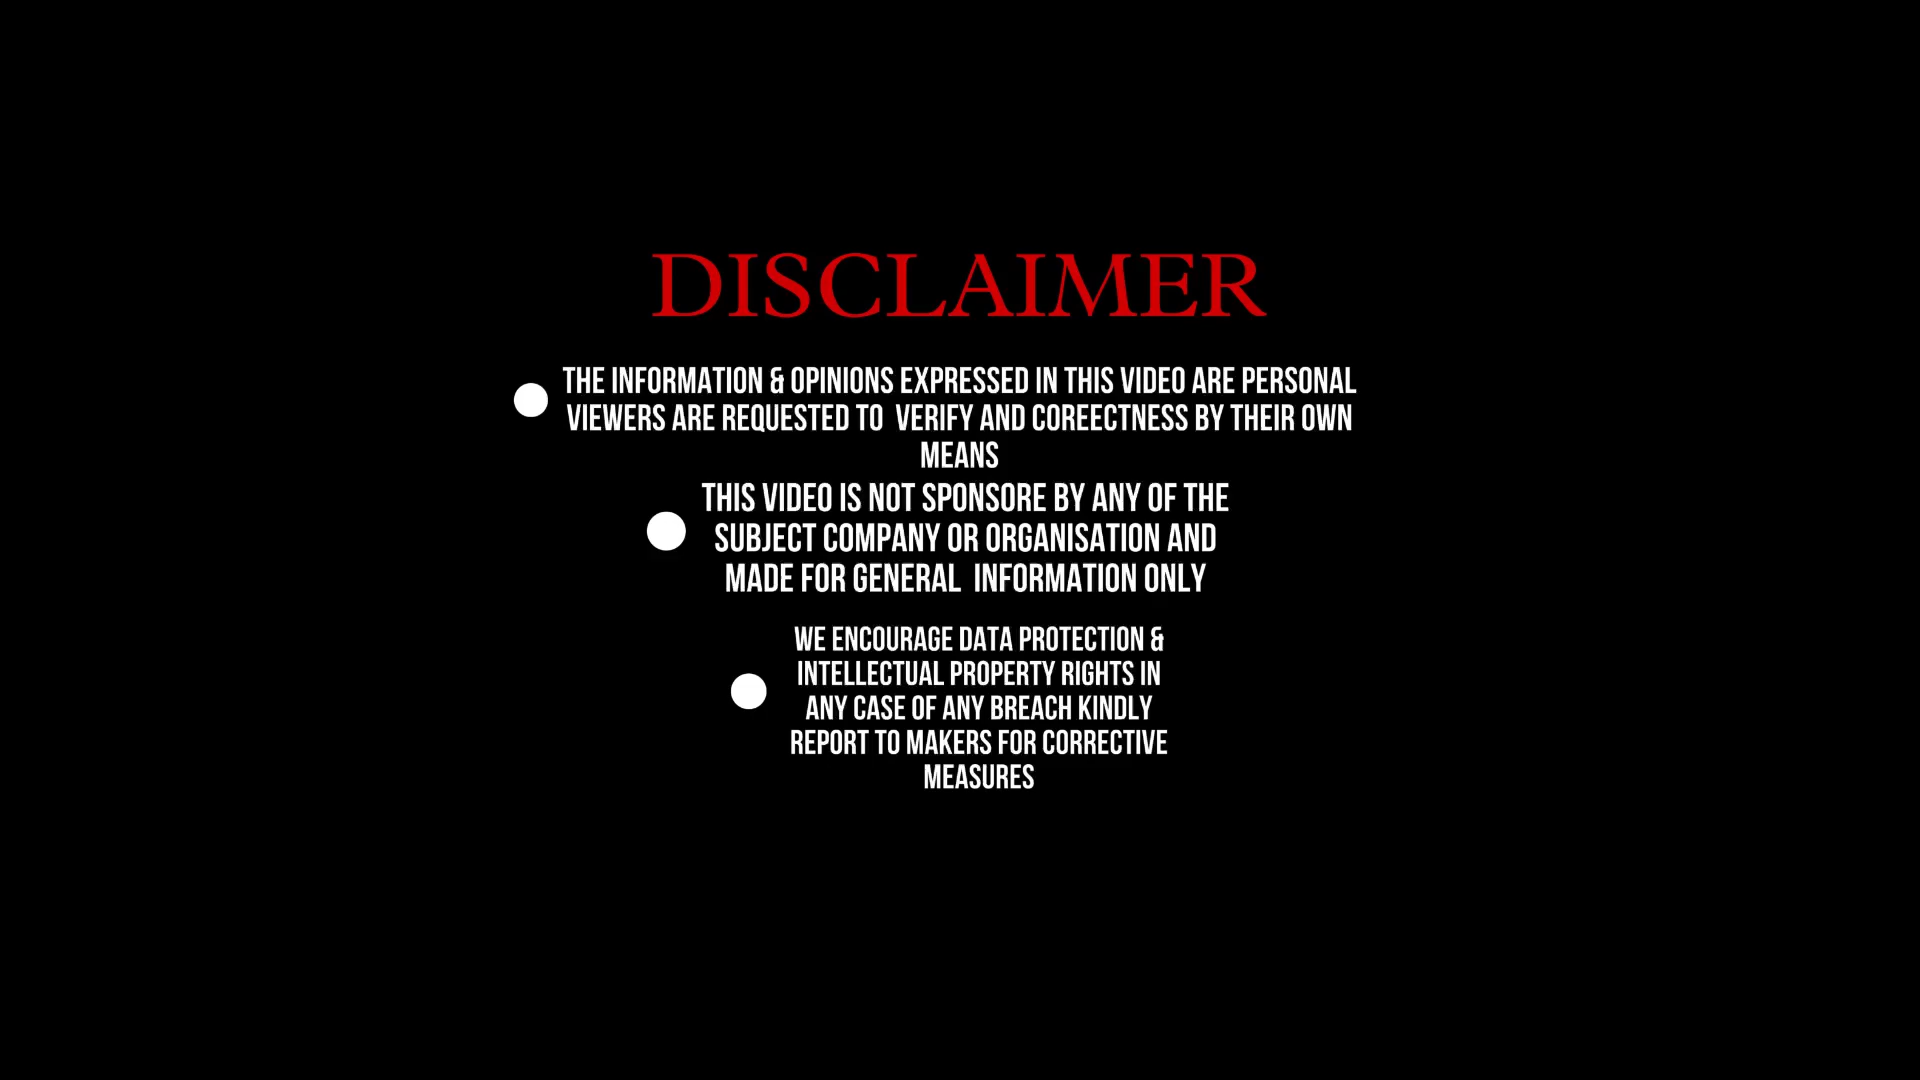 DISCLAIMER
THE INFORMATION & OPINIONS EXPRESSED IN THIS VIDEO ARE PERSONAL
VIEWERS ARE REQUESTED TO VERIFY AND COREECTNESS BY THEIR OWN
MEANS
THIS VIDEO IS NOT SPONSORE BY ANY OF THE
SUBJECT COMPANY OR ORGANISATION AND
MADE FOR GENERAL INFORMATION ONLY
WE ENCOURAGE DATA PROTECTION &
INTELLECTUAL PROPERTY RIGHTS IN
ANY CASE OF ANY BREACH KINDLY
REPORT TO MAKERS FOR CORRECTIVE
MEASURES